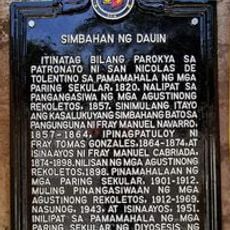 SIMBAHAN NG DAUIN
ITINATAG BILANG PAROKYA SA
PATRONATO NI SAN NICOLAS DE
TOLENTINO SA PAMAMAHALA NG MGA
PARING SEKULAR, 1820. NALIPAT SA
PANGANGASIWA NG MGA AGUSTINONG
REKOLETOS, 1857. SINIMULANG ITAYO
ANG KASALUKUYANG SIMBAHANG BATO SA
PANGUNGUNA NI FRAY MANUEL NAVARRO,
1857-1864. IPINAGPATULOY NI
FRAY TOMAS GONZALES, 1864-1874, AT
ISINAAYOS NI FRAY MANUEL CABRIADA,
1874-1898. NILISAN NG MGA AGUSTINONG
REKOLETOS, 1898. PINAMAHALAAN NG
MGA PARING SEKULAR, 1901-1912.
MULING PINANGASIWAAN NG MGA
AGUSTINONG REKOLETOS, 1912-1969.
NASUNOG, 1943, AT ISINAAYOS, 1951.
INILIPAT SA PAMAMAHALA NG MGA
PARING SEKULAR NG DIYOSESIS NG